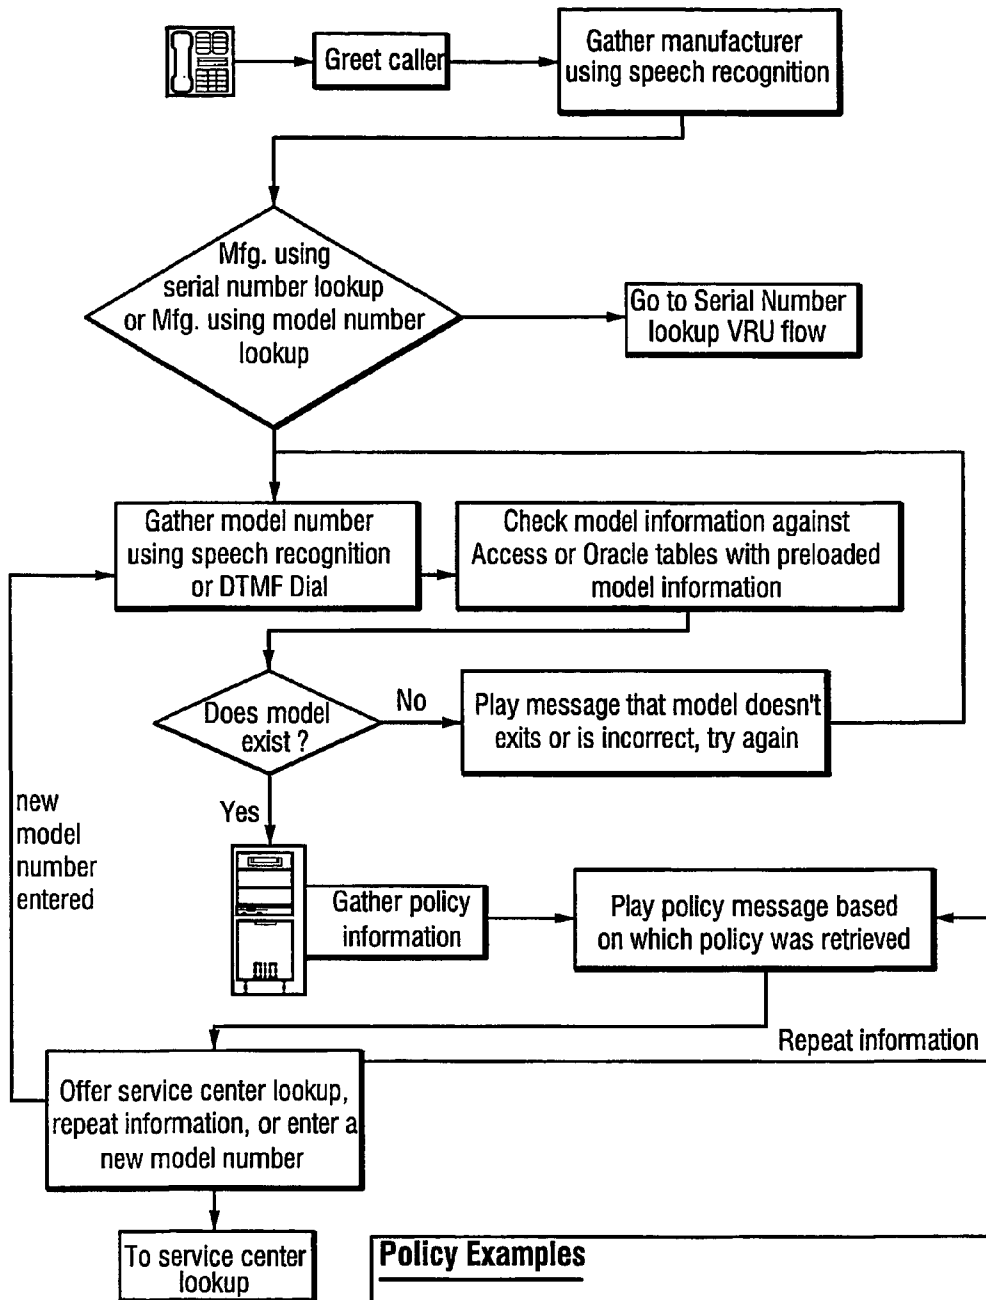 Greet caller
Gather manufacturer
using speech recognition
Mfg. using
serial number lookup
or Mfg. using model number
lookup
Go to Serial Number
lookup VRU flow
Gather model number
using speech recognition
or DTMF Dial
Check model information against
Access or Oracle tables with preloaded
model information
Does model
exist ?
No
Play message that model doesn't
exits or is incorrect, try again
Yes
new
model
number
entered
Gather policy
information
Play policy message based
on which policy was retrieved
Repeat information
Offer service center lookup,
repeat information, or enter a
new model number
To service center
lookup
Policy Examples